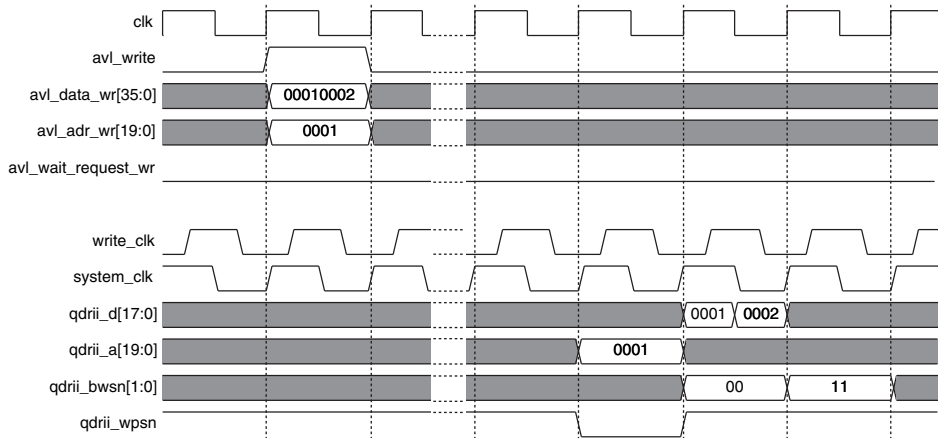 clk
avl_write
avl_data_wr[35:0] 00010002
avl_adr_wr[19:0] 0001
avl_wait_request_wr
write_clk
system_clk
qdrii_d[17:0] 0001 0002
qdrii_a[19:0] 0001
qdrii_bwsn[1:0] 00 11
qdrii_wpsn